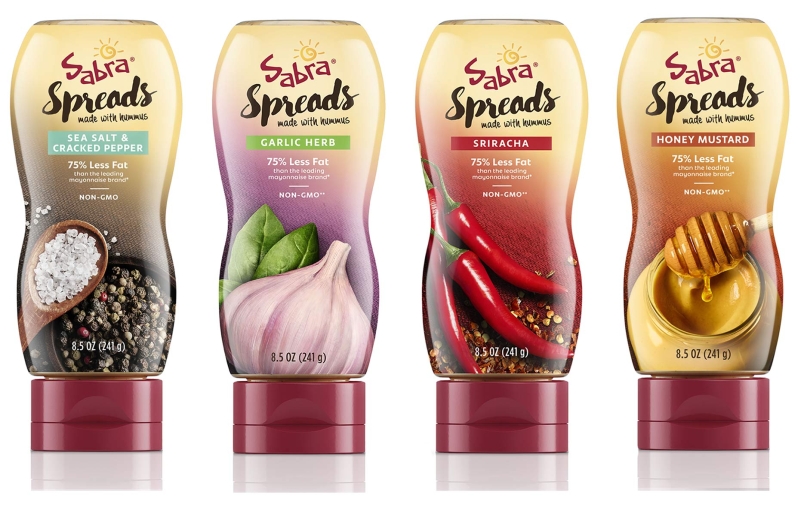 Sabra®
Spreads
made with hummus
SEA SALT &
CRACKED PEPPER
75% Less Fat
than the leading
mayonnaise brand*
NON-GMO
8.5 OZ (241 g)
Sabra®
Spreads
made with hummus
GARLIC HERB
75% Less Fat
than the leading
mayonnaise brand*
NON-GMO**
8.5 OZ (241 g)
Sabra®
Spreads
made with hummus
SRIRACHA
75% Less Fat
than the leading
mayonnaise brand*
NON-GMO**
8.5 OZ (241 g)
Sabra®
Spreads
made with hummus
HONEY MUSTARD
75% Less Fat
than the leading
mayonnaise brand*
NON-GMO**
8.5 OZ (241 g)